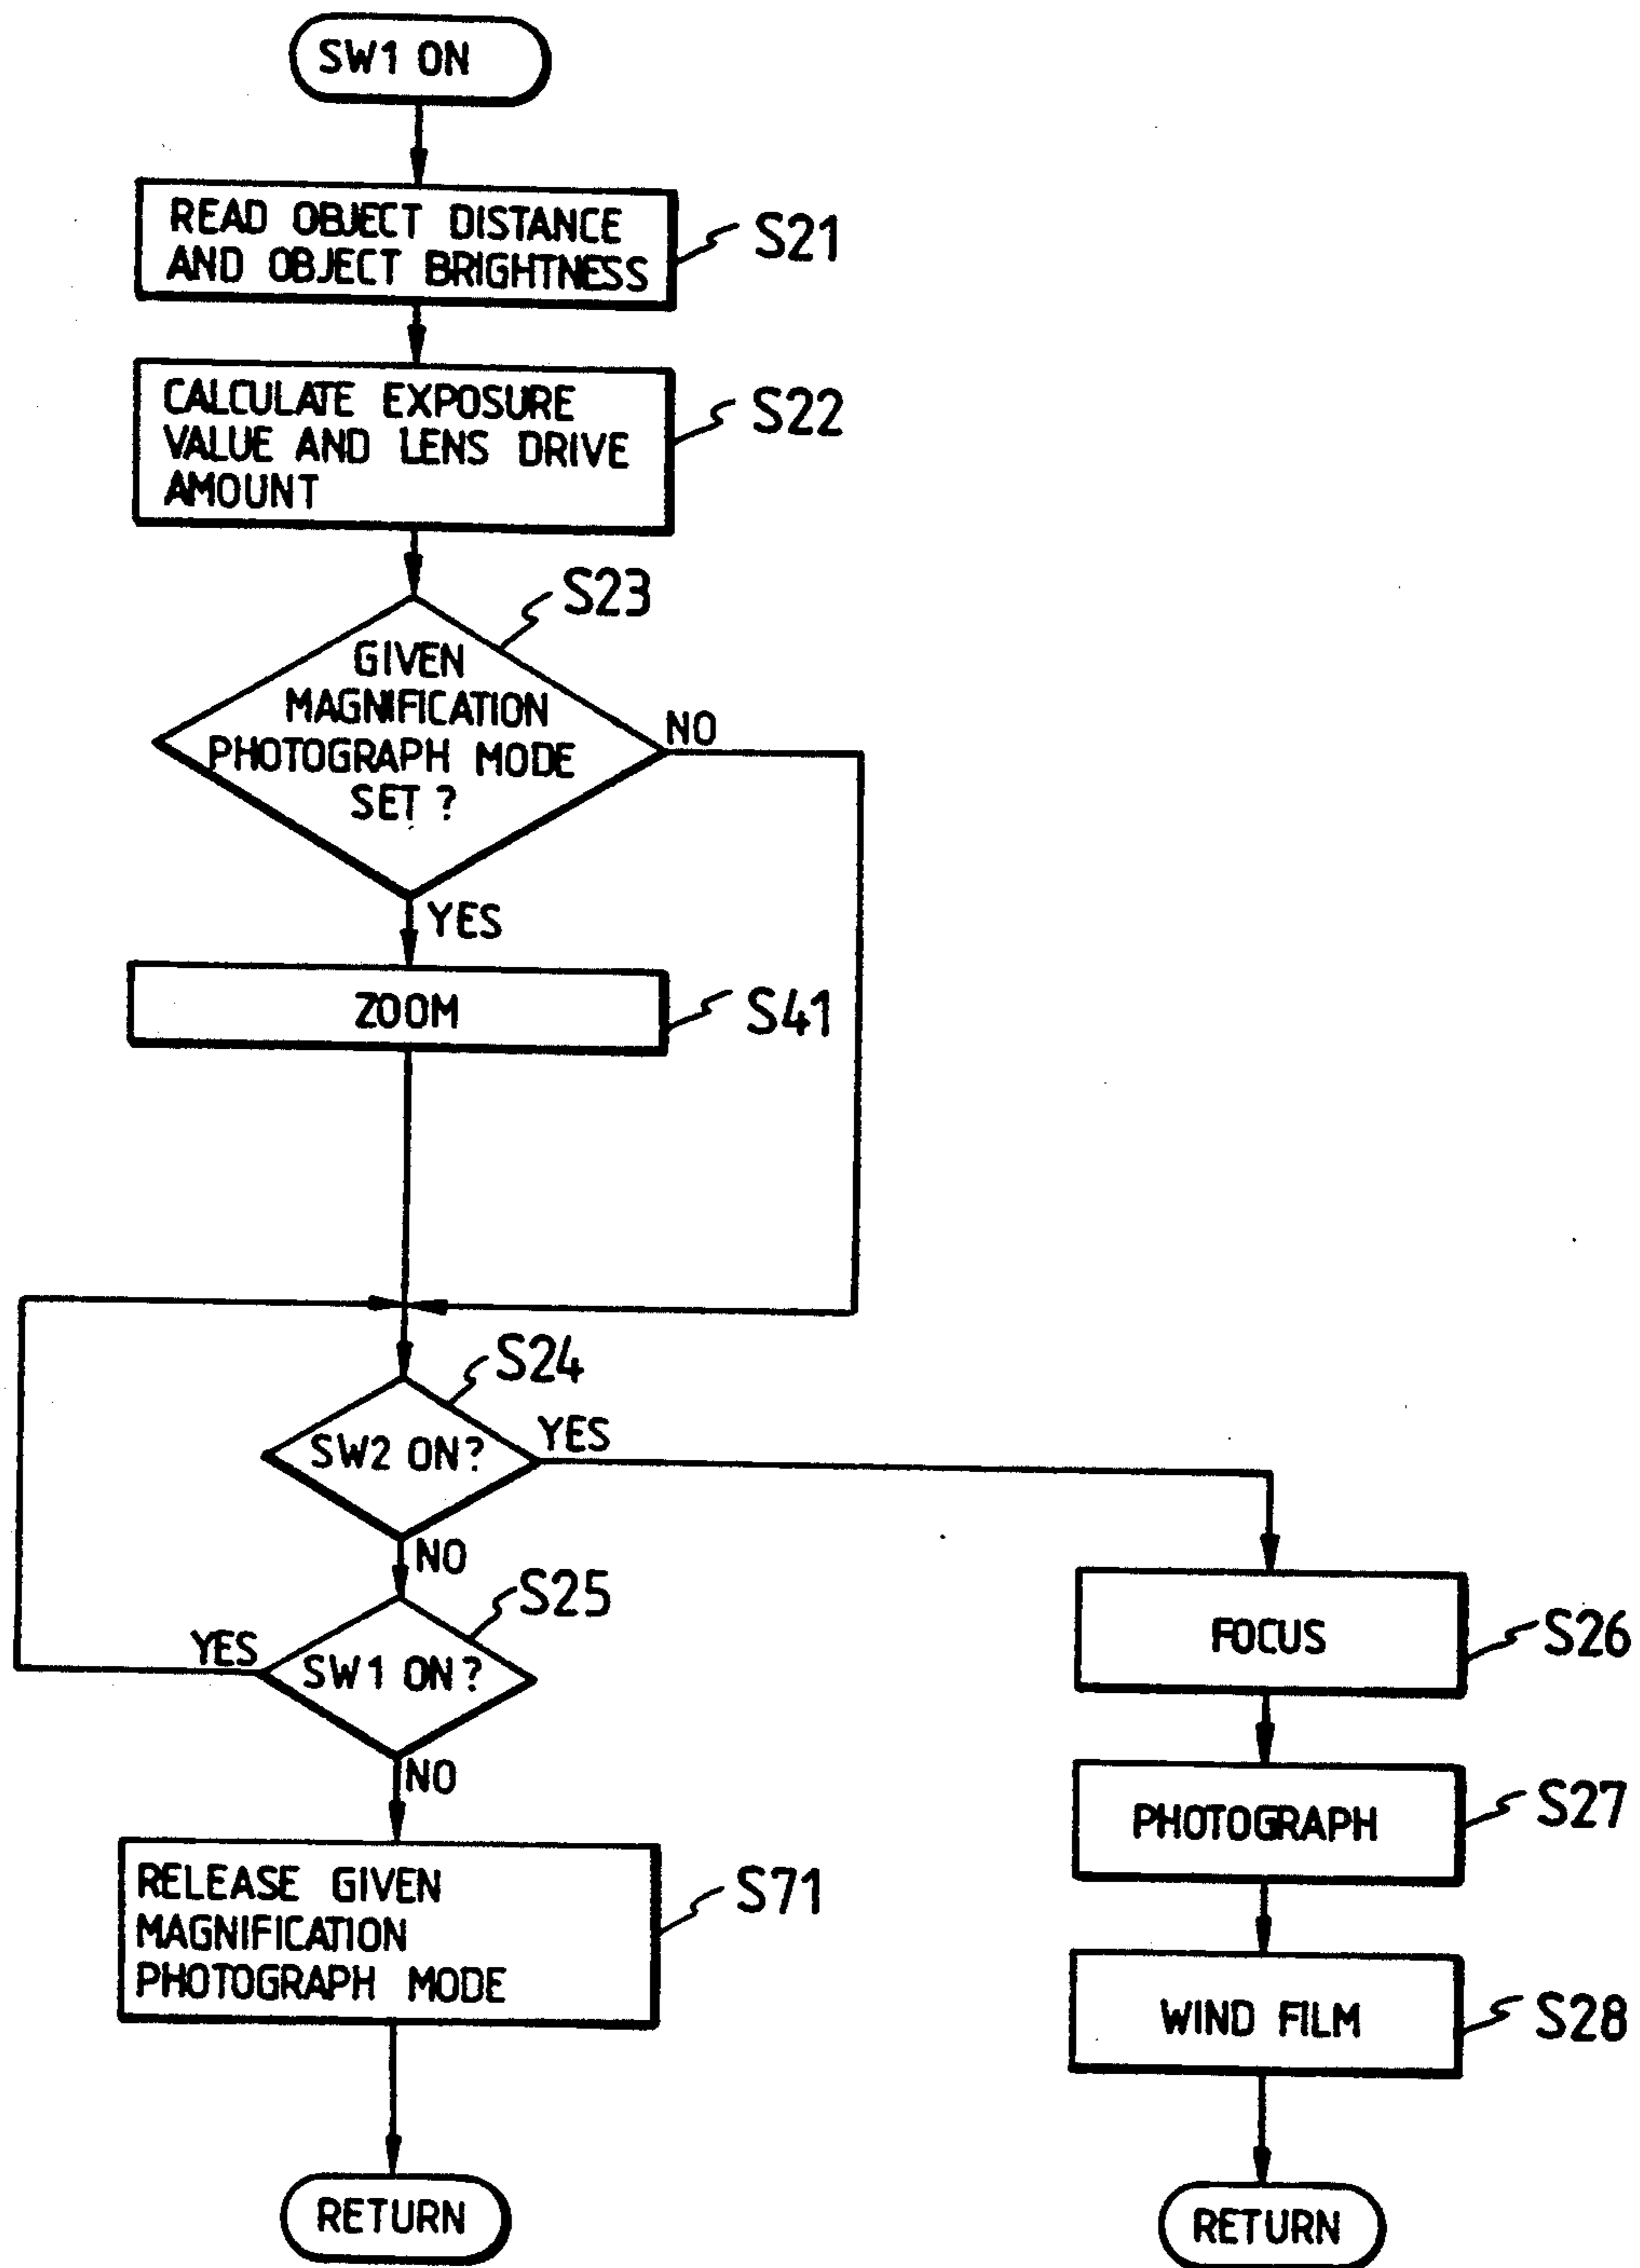 SW1 ON
READ OBJECT DISTANCE
AND OBJECT BRIGHTNESS
S21
CALCULATE EXPOSURE
VALUE AND LENS DRIVE
AMOUNT
S22
S23
GIVEN
MAGNIFICATION
PHOTOGRAPH MODE
SET ?
NO
YES
ZOOM
S41
S24
SW2 ON?
YES
NO
S25
SW1 ON?
YES
NO
RELEASE GIVEN
MAGNIFICATION
PHOTOGRAPH MODE
S71
RETURN
FOCUS
S26
PHOTOGRAPH
S27
WIND FILM
S28
RETURN